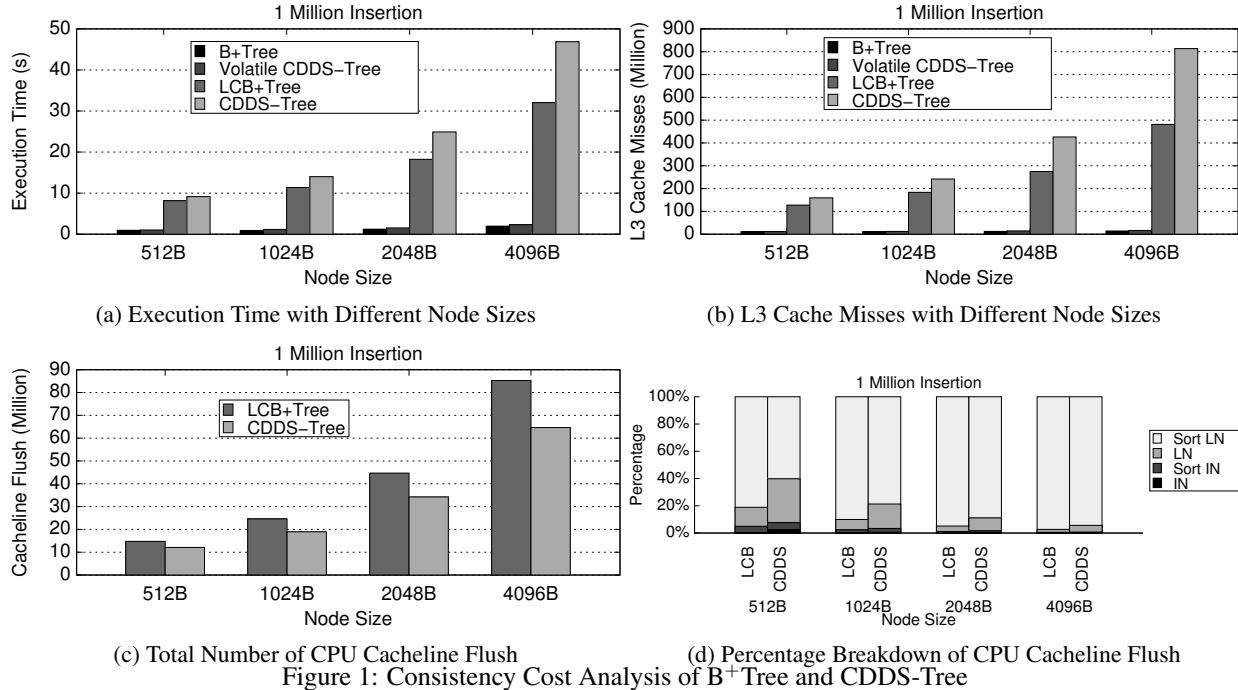 1 Million Insertion
Execution Time (s)
50
40
30
20
10
0
B+Tree
Volatile CDDS−Tree
LCB+Tree
CDDS−Tree
512B 1024B 2048B 4096B
Node Size
(a) Execution Time with Different Node Sizes
1 Million Insertion
L3 Cache Misses (Million)
900
800
700
600
500
400
300
200
100
0
B+Tree
Volatile CDDS−Tree
LCB+Tree
CDDS−Tree
512B 1024B 2048B 4096B
Node Size
(b) L3 Cache Misses with Different Node Sizes
1 Million Insertion
Cacheline Flush (Million)
90
80
70
60
50
40
30
20
10
0
LCB+Tree
CDDS−Tree
512B 1024B 2048B 4096B
Node Size
(c) Total Number of CPU Cacheline Flush
1 Million Insertion
Percentage
100%
80%
60%
40%
20%
0%
Sort LN
LN
Sort IN
IN
LCB CDDS LCB CDDS LCB CDDS LCB CDDS
512B 1024B 2048B 4096B
Node Size
(d) Percentage Breakdown of CPU Cacheline Flush
Figure 1: Consistency Cost Analysis of B+Tree and CDDS-Tree